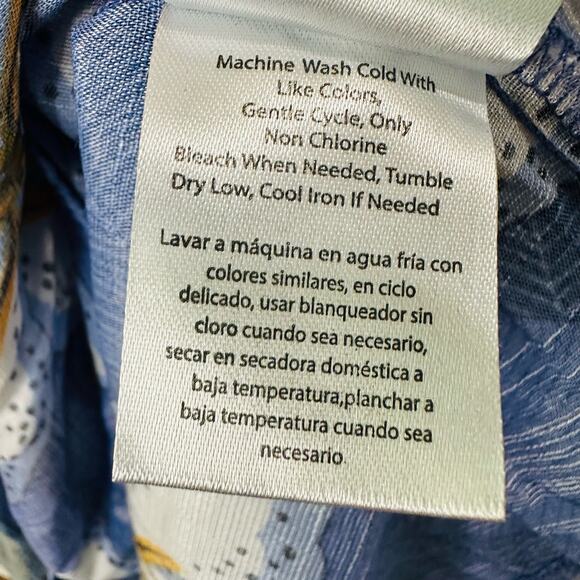 Machine Wash Cold With
Like Colors,
Gentle Cycle, Only
Non Chlorine
Bleach When Needed, Tumble
Dry Low, Cool Iron If Needed
Lavar a máquina en agua fría con
colores similares, en ciclo
delicado, usar blanqueador sin
cloro cuando sea necesario,
secar en secadora doméstica a
baja temperatura,planchar a
baja temperatura cuando sea
necesario